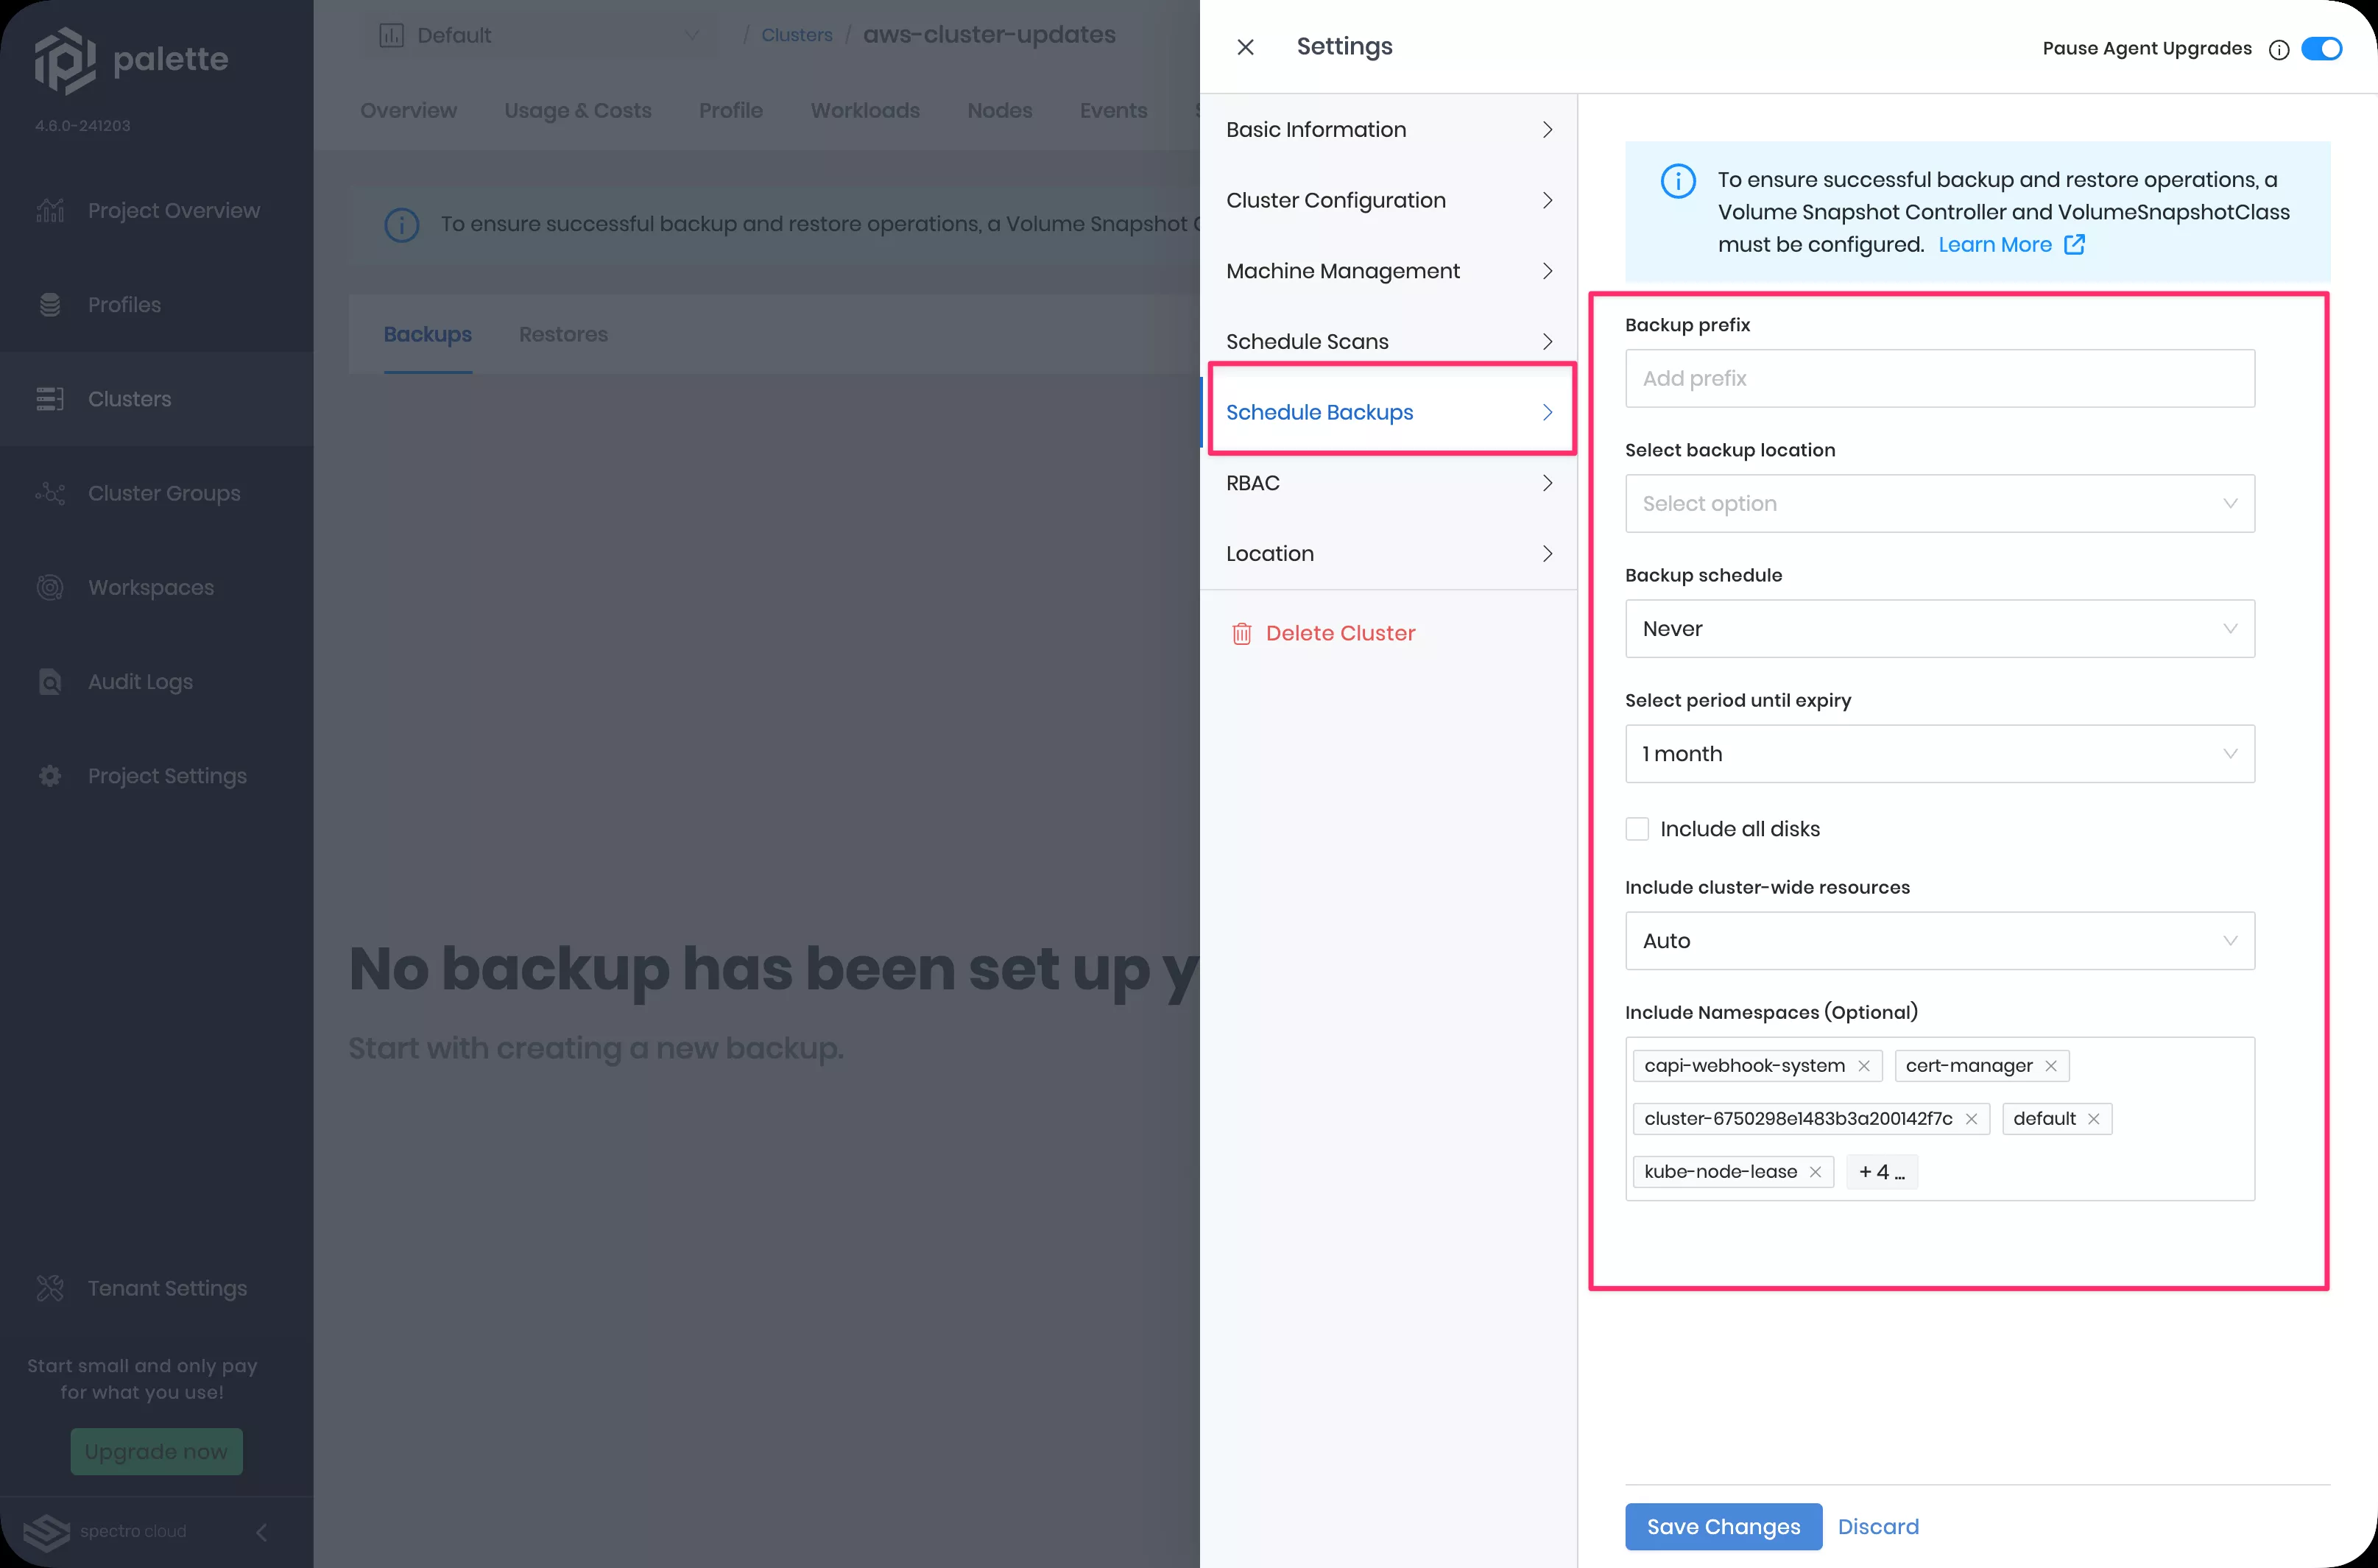 palette
4.6.0-241203
Project Overview
Profiles
Clusters
Cluster Groups
Workspaces
Audit Logs
Project Settings
Tenant Settings
Start small and only pay
for what you use!
Upgrade now
spectro cloud
Default
/ Clusters / aws-cluster-updates
Overview Usage & Costs Profile Workloads Nodes Events
To ensure successful backup and restore operations, a Volume Snapshot
Backups Restores
No backup has been set up y
Start with creating a new backup.
Settings
Pause Agent Upgrades
Basic Information
Cluster Configuration
Machine Management
Schedule Scans
Schedule Backups
RBAC
Location
Delete Cluster
To ensure successful backup and restore operations, a
Volume Snapshot Controller and VolumeSnapshotClass
must be configured. Learn More
Backup prefix
Add prefix
Select backup location
Select option
Backup schedule
Never
Select period until expiry
1 month
Include all disks
Include cluster-wide resources
Auto
Include Namespaces (Optional)
capi-webhook-system cert-manager
cluster-6750298e1483b3a200142f7c default
kube-node-lease + 4 ...
Save Changes Discard